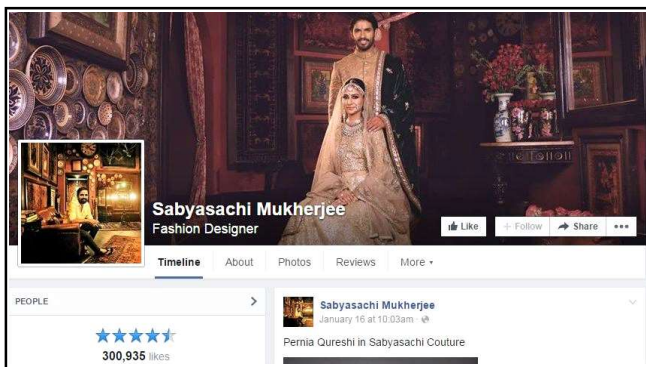 Sabyasachi Mukherjee
Fashion Designer
Like
+ Follow
Share
Timeline
About
Photos
Reviews
More
PEOPLE
300,935 likes
Sabyasachi Mukherjee
January 16 at 10:03am
Pernia Qureshi in Sabyasachi Couture